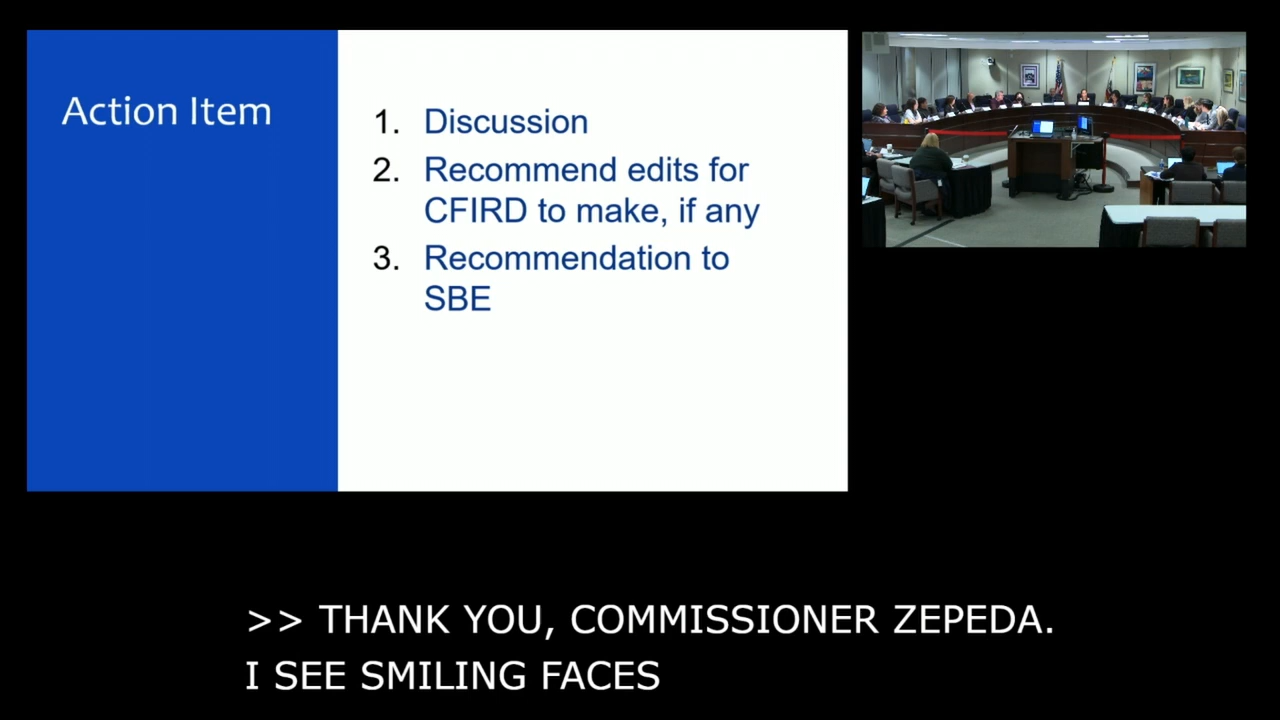 Action Item
1. Discussion
2. Recommend edits for
CFIRD to make, if any
3. Recommendation to
SBE
>> THANK YOU, COMMISSIONER ZEPEDA.
I SEE SMILING FACES